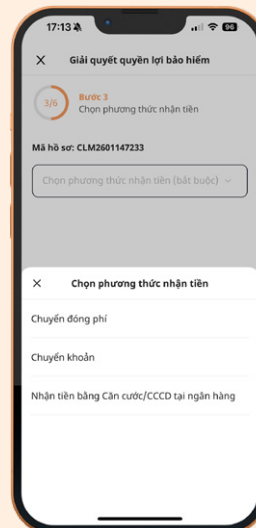 17:13
96
Giải quyết quyền lợi bảo hiểm
3/6
Bước 3
Chọn phương thức nhận tiền
Mã hồ sơ: CLM2601147233
Chọn phương thức nhận tiền (bắt buộc)
Chọn phương thức nhận tiền
Chuyển đóng phí
Chuyển khoản
Nhận tiền bằng Căn cước/CCCD tại ngân hàng